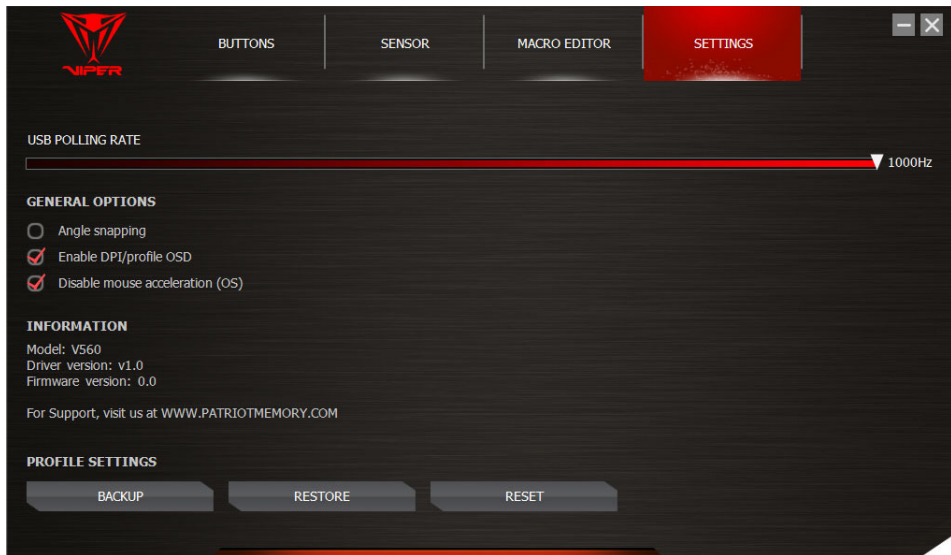 VIPER
BUTTONS
SENSOR
MACRO EDITOR
SETTINGS
USB POLLING RATE
1000Hz
GENERAL OPTIONS
Angle snapping
Enable DPI/profile OSD
Disable mouse acceleration (OS)
INFORMATION
Model: V560
Driver version: v1.0
Firmware version: 0.0
For Support, visit us at WWW.PATRIOTMEMORY.COM
PROFILE SETTINGS
BACKUP
RESTORE
RESET